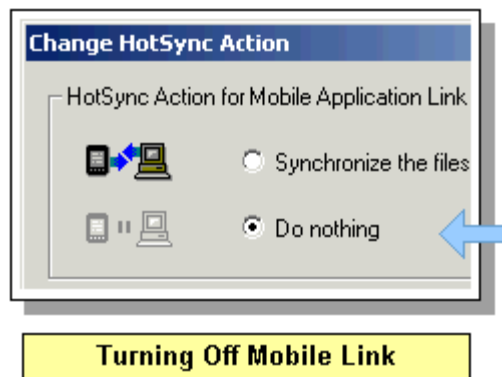 Change HotSync Action
HotSync Action for Mobile Application Link
Synchronize the files
Do nothing
Turning Off Mobile Link